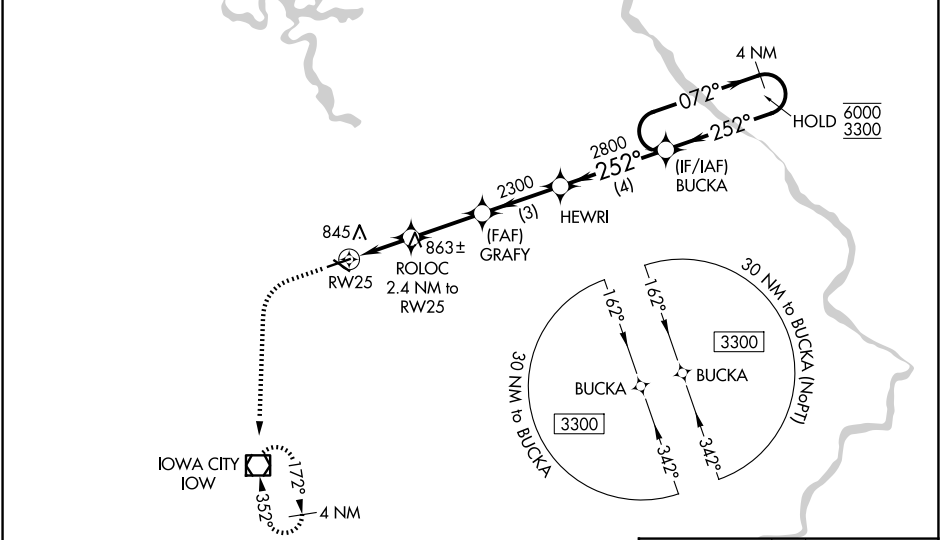 4 NM
072°
HOLD 6000
3300
252°
2800
252°
(4)
(IF/IAF)
BUCKA
2300
(3)
HEWRI
(FAF)
GRAFY
845
863±
ROLOC
2.4 NM to
RW25
RW25
30 NM to BUCKA
162°
BUCKA
3300
342°
30 NM to BUCKA (NoPT)
162°
3300
BUCKA
342°
IOWA CITY
IOW
172°
352°
4 NM